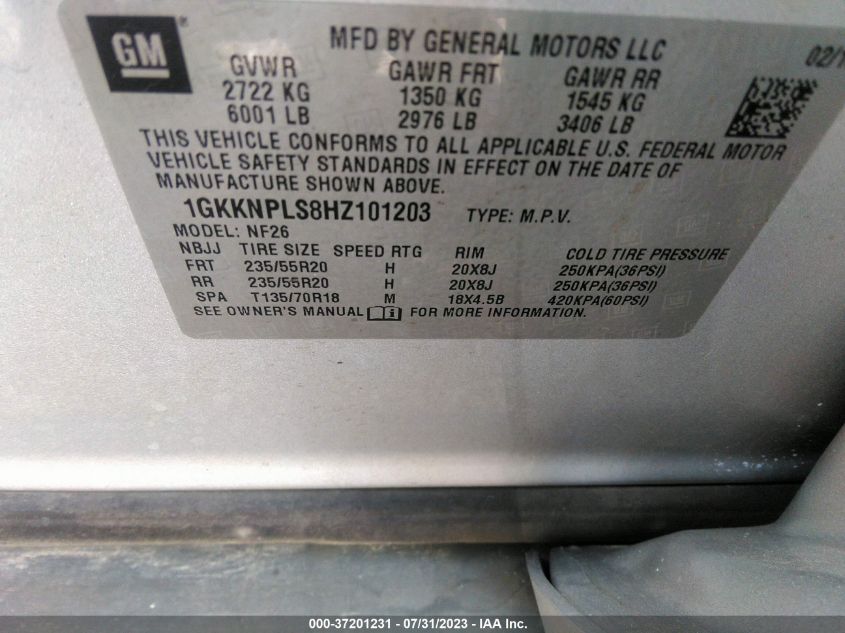 GM ®
MFD BY GENERAL MOTORS LLC
02/1
GVWR GAWR FRT GAWR RR
2722 KG 1350 KG 1545 KG
6001 LB 2976 LB 3406 LB
THIS VEHICLE CONFORMS TO ALL APPLICABLE U.S. FEDERAL MOTOR
VEHICLE SAFETY STANDARDS IN EFFECT ON THE DATE OF
MANUFACTURE SHOWN ABOVE.
1GKKNPLS8HZ101203 TYPE: M.P.V.
MODEL: NF26
NBJJ TIRE SIZE SPEED RTG RIM COLD TIRE PRESSURE
FRT 235/55R20 H 20X8J 250KPA(36PSI)
RR 235/55R20 H 20X8J 250KPA(36PSI)
SPA T135/70R18 M 18X4.5B 420KPA(60PSI)
SEE OWNER'S MANUAL FOR MORE INFORMATION.
000-37201231 - 07/31/2023 - IAA Inc.